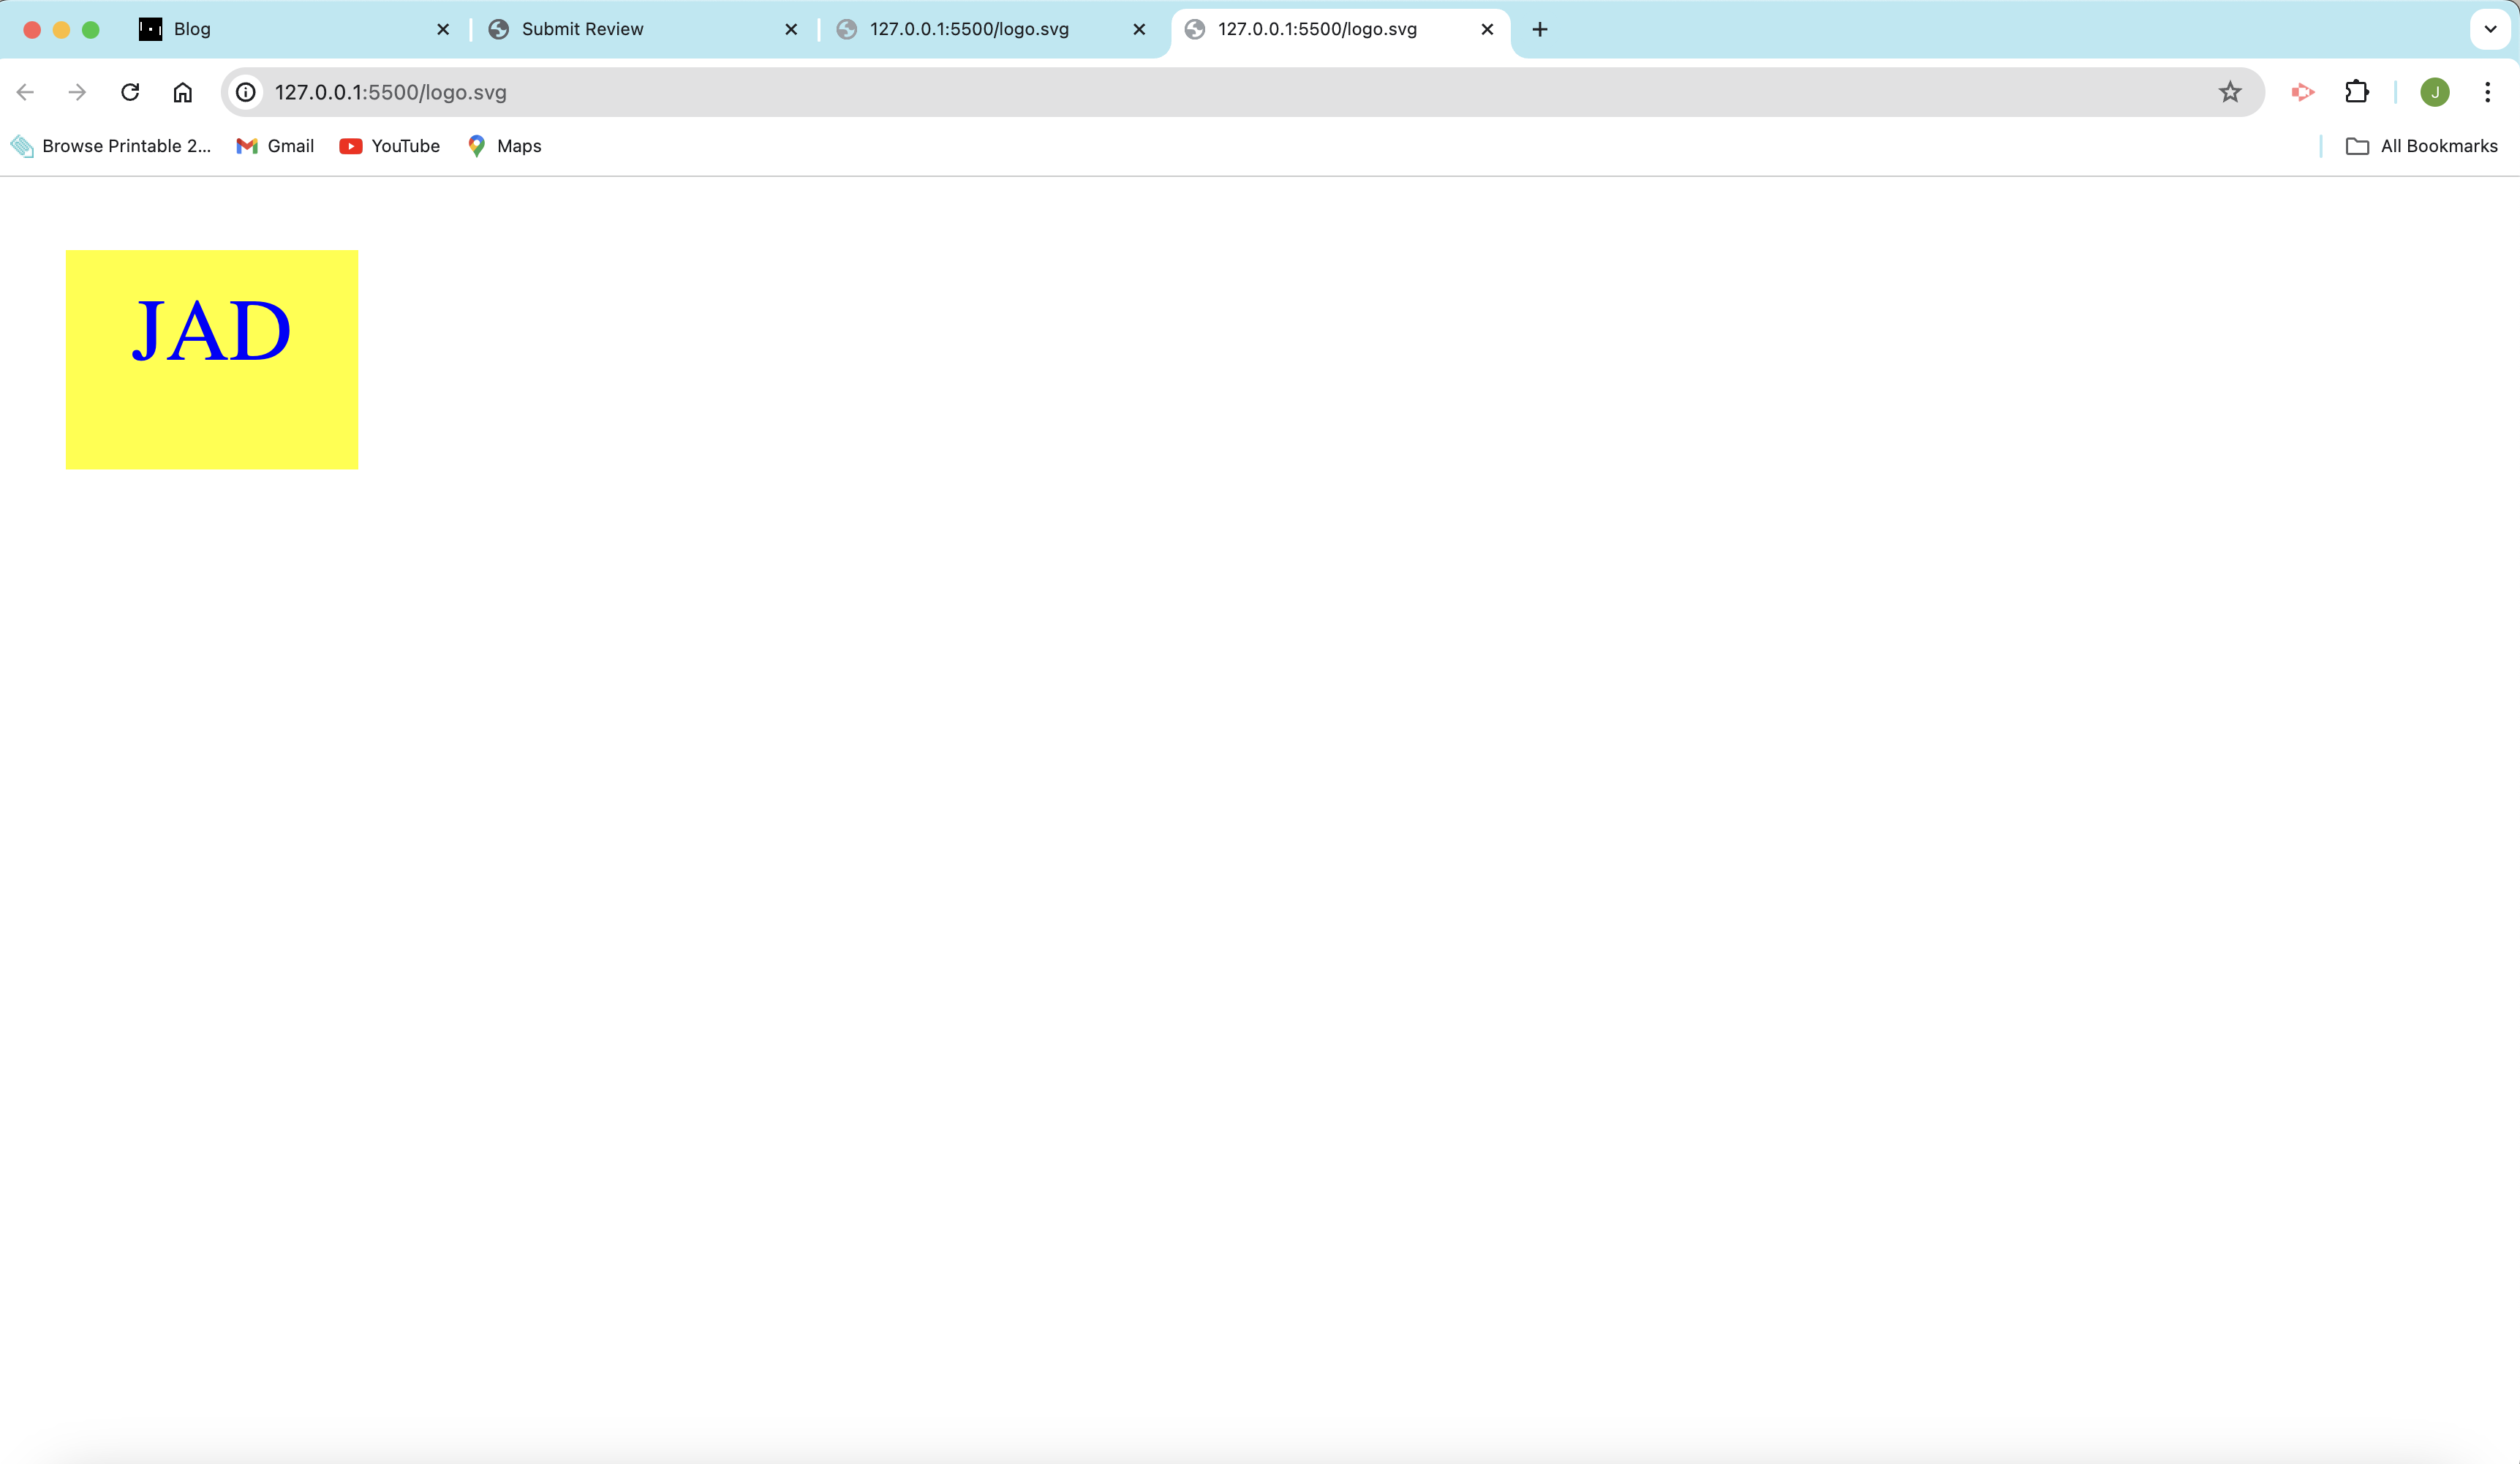 Blog
Submit Review
127.0.0.1:5500/logo.svg
127.0.0.1:5500/logo.svg
127.0.0.1:5500/logo.svg
J
Browse Printable 2...
Gmail
YouTube
Maps
All Bookmarks
JAD